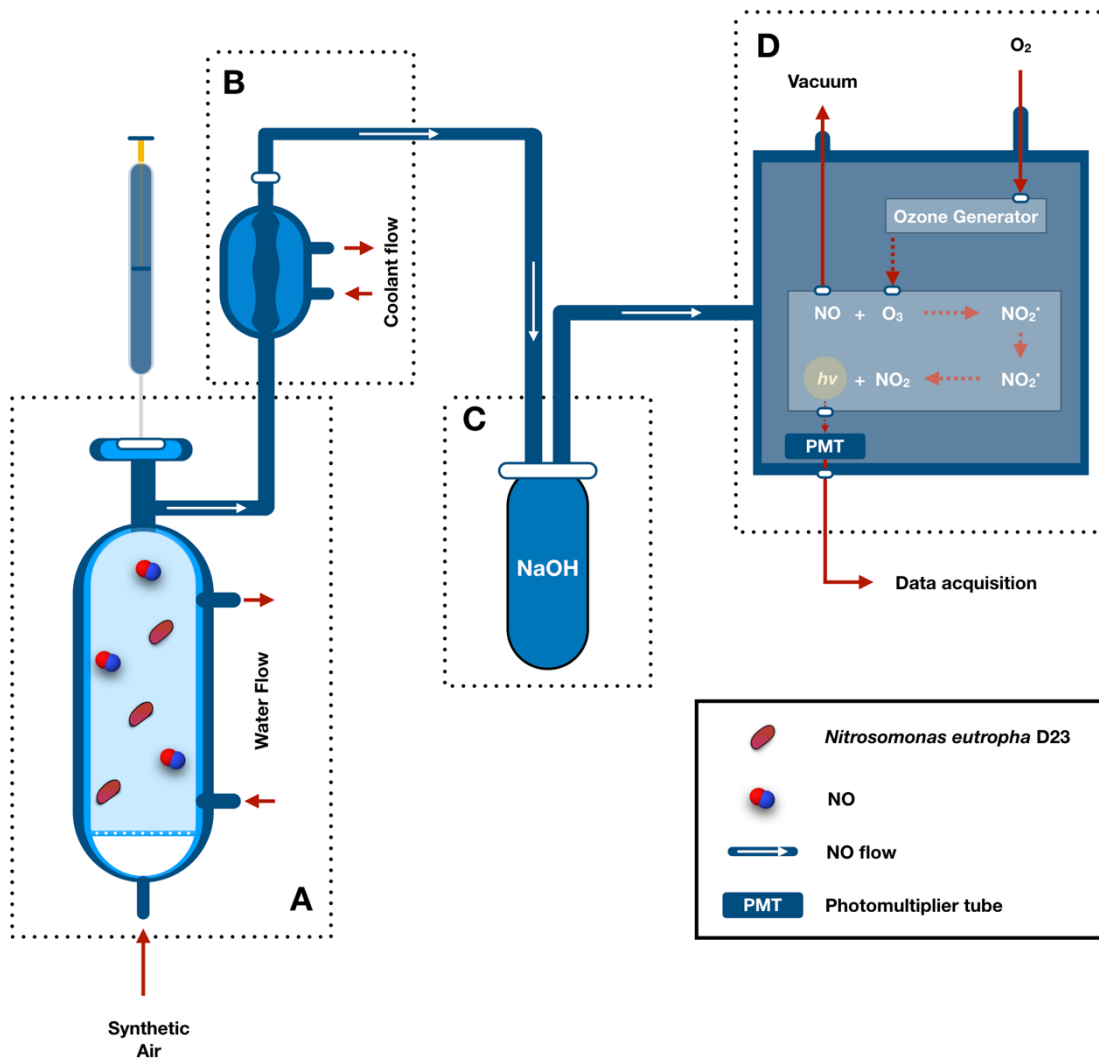 D
O₂
B
Vacuum
Ozone Generator
Coolant flow
NO + O₃ NO₂*
hv + NO₂ NO₂*
C
PMT
NaOH
Data acquisition
Water Flow
A
Synthetic
Air
Nitrosomonas eutropha D23
NO
NO flow
PMT Photomultiplier tube